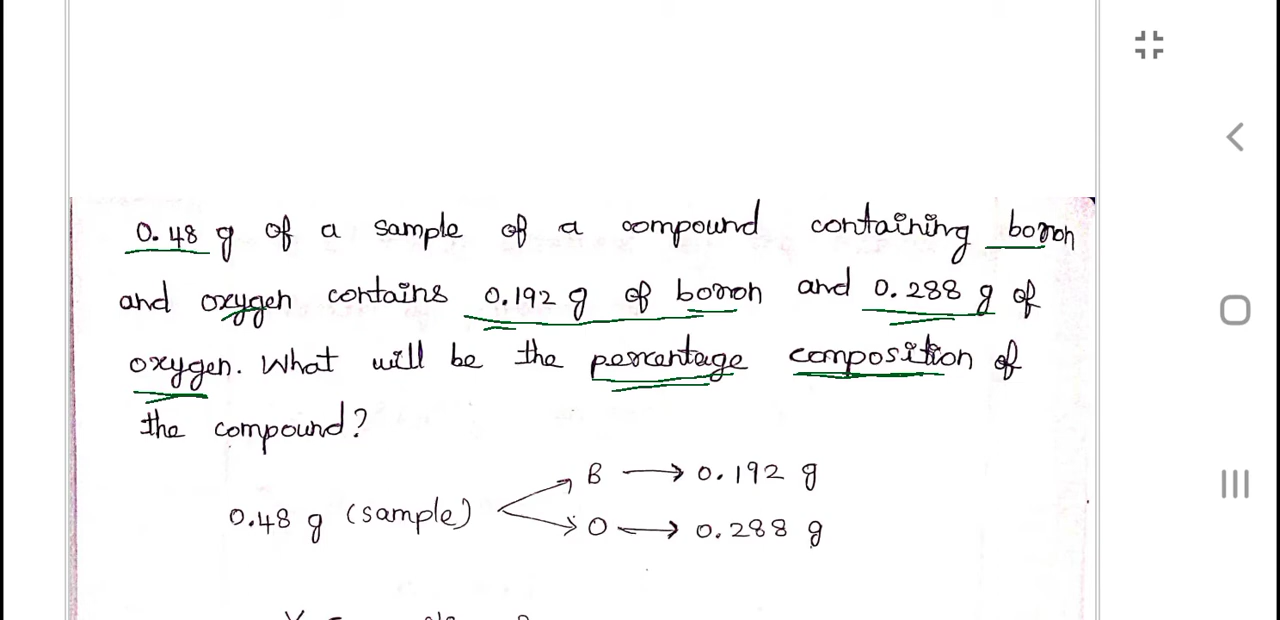 0.48 g of a sample of a compound containing boron
and oxygen contains 0.192 g of boron and 0.288 g of
oxygen. What will be the percentage composition of
the compound?
B → 0.192 g
0.48 g (sample)
O → 0.288 g